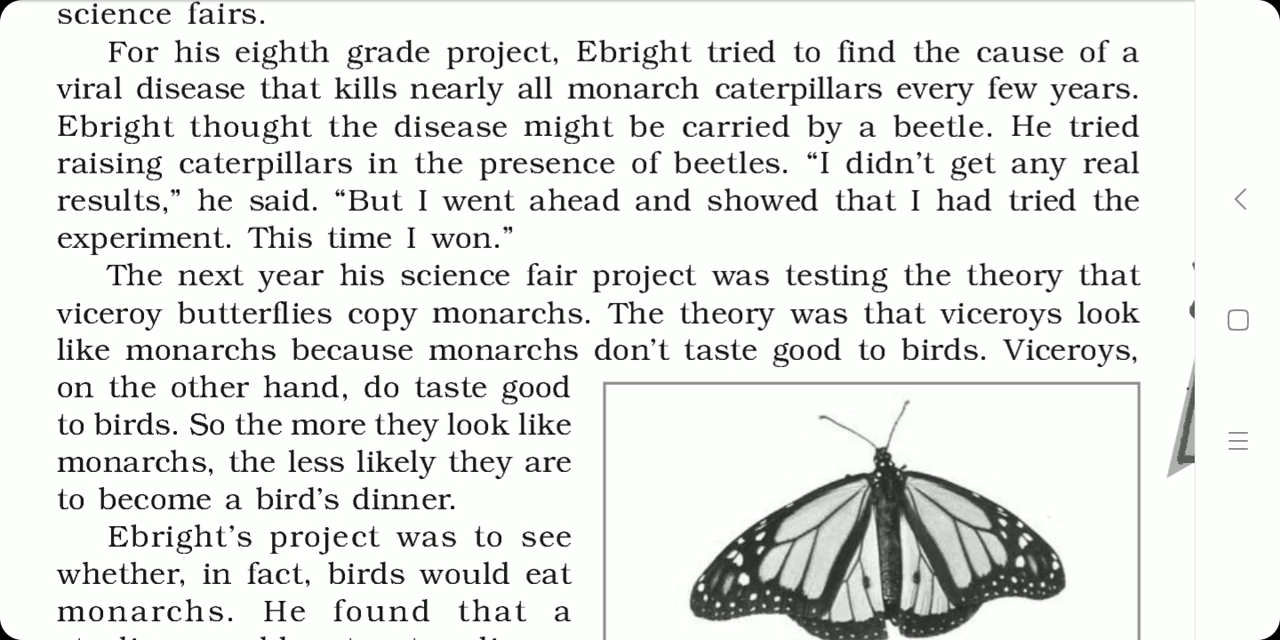 science fairs.
For his eighth grade project, Ebright tried to find the cause of a
viral disease that kills nearly all monarch caterpillars every few years.
Ebright thought the disease might be carried by a beetle. He tried
raising caterpillars in the presence of beetles. “I didn’t get any real
results,” he said. “But I went ahead and showed that I had tried the
experiment. This time I won.”
The next year his science fair project was testing the theory that
viceroy butterflies copy monarchs. The theory was that viceroys look
like monarchs because monarchs don’t taste good to birds. Viceroys,
on the other hand, do taste good
to birds. So the more they look like
monarchs, the less likely they are
to become a bird’s dinner.
Ebright’s project was to see
whether, in fact, birds would eat
monarchs. He found that a